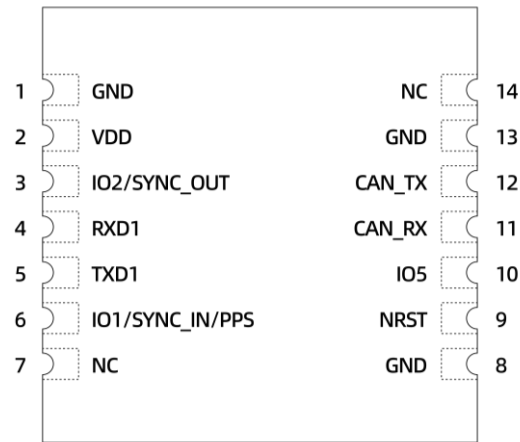 1 GND NC 14
2 VDD GND 13
3 IO2/SYNC_OUT CAN_TX 12
4 RXD1 CAN_RX 11
5 TXD1 IO5 10
6 IO1/SYNC_IN/PPS NRST 9
7 NC GND 8